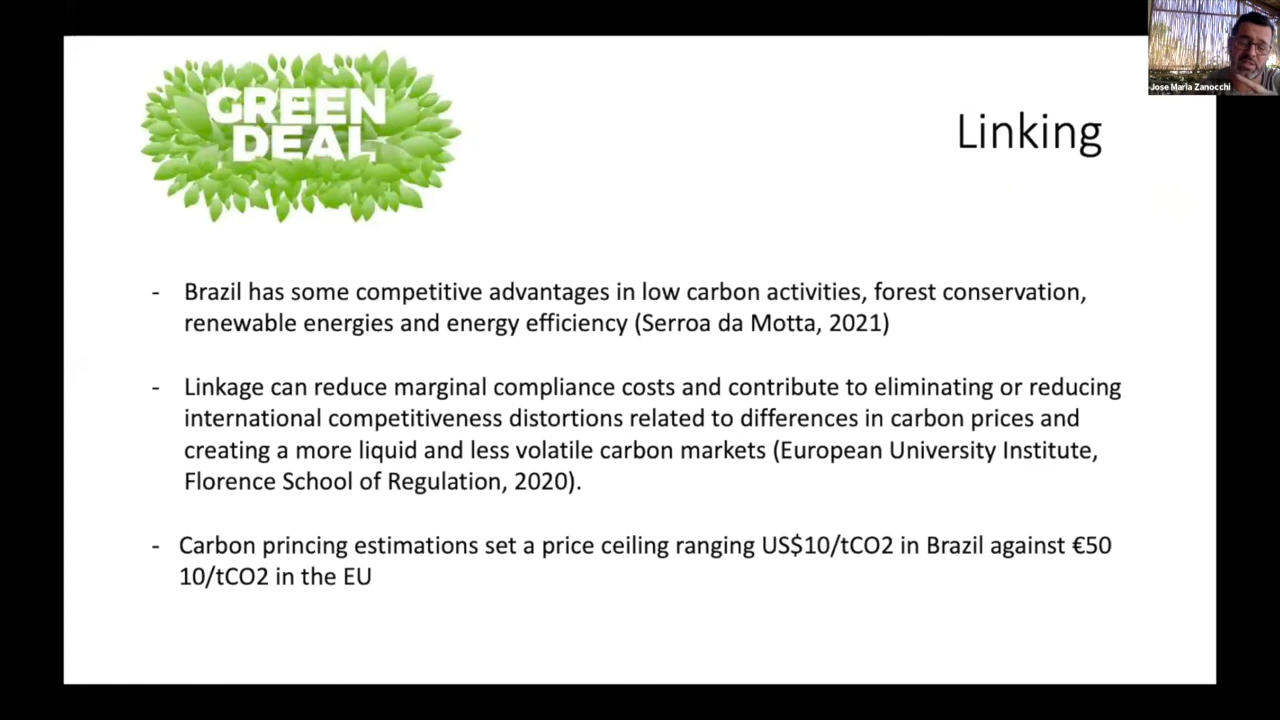 GREEN
DEAL
Linking
Jose Maria Zanocchi
- Brazil has some competitive advantages in low carbon activities, forest conservation,
renewable energies and energy efficiency (Serroa da Motta, 2021)
- Linkage can reduce marginal compliance costs and contribute to eliminating or reducing
international competitiveness distortions related to differences in carbon prices and
creating a more liquid and less volatile carbon markets (European University Institute,
Florence School of Regulation, 2020).
- Carbon princing estimations set a price ceiling ranging US$10/tCO2 in Brazil against €50
10/tCO2 in the EU